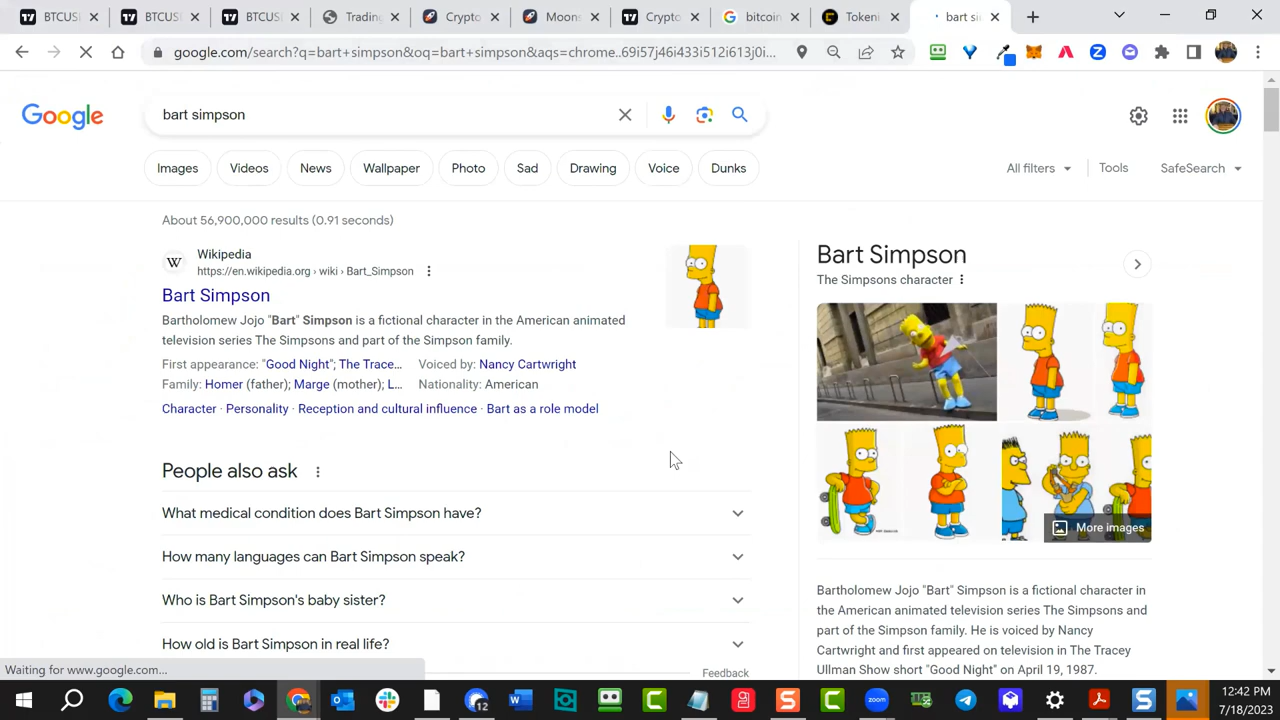 BTCUSI
BTCUSI
BTCUSI
Trading
Crypto
Moons
Crypto
bitcoin
Tokeni
bart si
google.com/search?q=bart+simpson&oq=bart+simpson&aqs=chrome..69i57j46i433i512i613j0i...
Google
bart simpson
Images
Videos
News
Wallpaper
Photo
Sad
Drawing
Voice
Dunks
All filters
Tools
SafeSearch
About 56,900,000 results (0.91 seconds)
W
Wikipedia
https://en.wikipedia.org › wiki › Bart_Simpson
Bart Simpson
Bartholomew Jojo "Bart" Simpson is a fictional character in the American animated
television series The Simpsons and part of the Simpson family.
First appearance: "Good Night"; The Trace...
Voiced by: Nancy Cartwright
Family: Homer (father); Marge (mother); L...
Nationality: American
Character · Personality · Reception and cultural influence · Bart as a role model
People also ask
What medical condition does Bart Simpson have?
How many languages can Bart Simpson speak?
Who is Bart Simpson's baby sister?
How old is Bart Simpson in real life?
Feedback
Bart Simpson
The Simpsons character
More images
Bartholomew Jojo "Bart" Simpson is a fictional character in
the American animated television series The Simpsons and
part of the Simpson family. He is voiced by Nancy
Cartwright and first appeared on television in The Tracey
Ullman Show short "Good Night" on April 19, 1987.
Waiting for www.google.com...
12:42 PM
7/18/2023